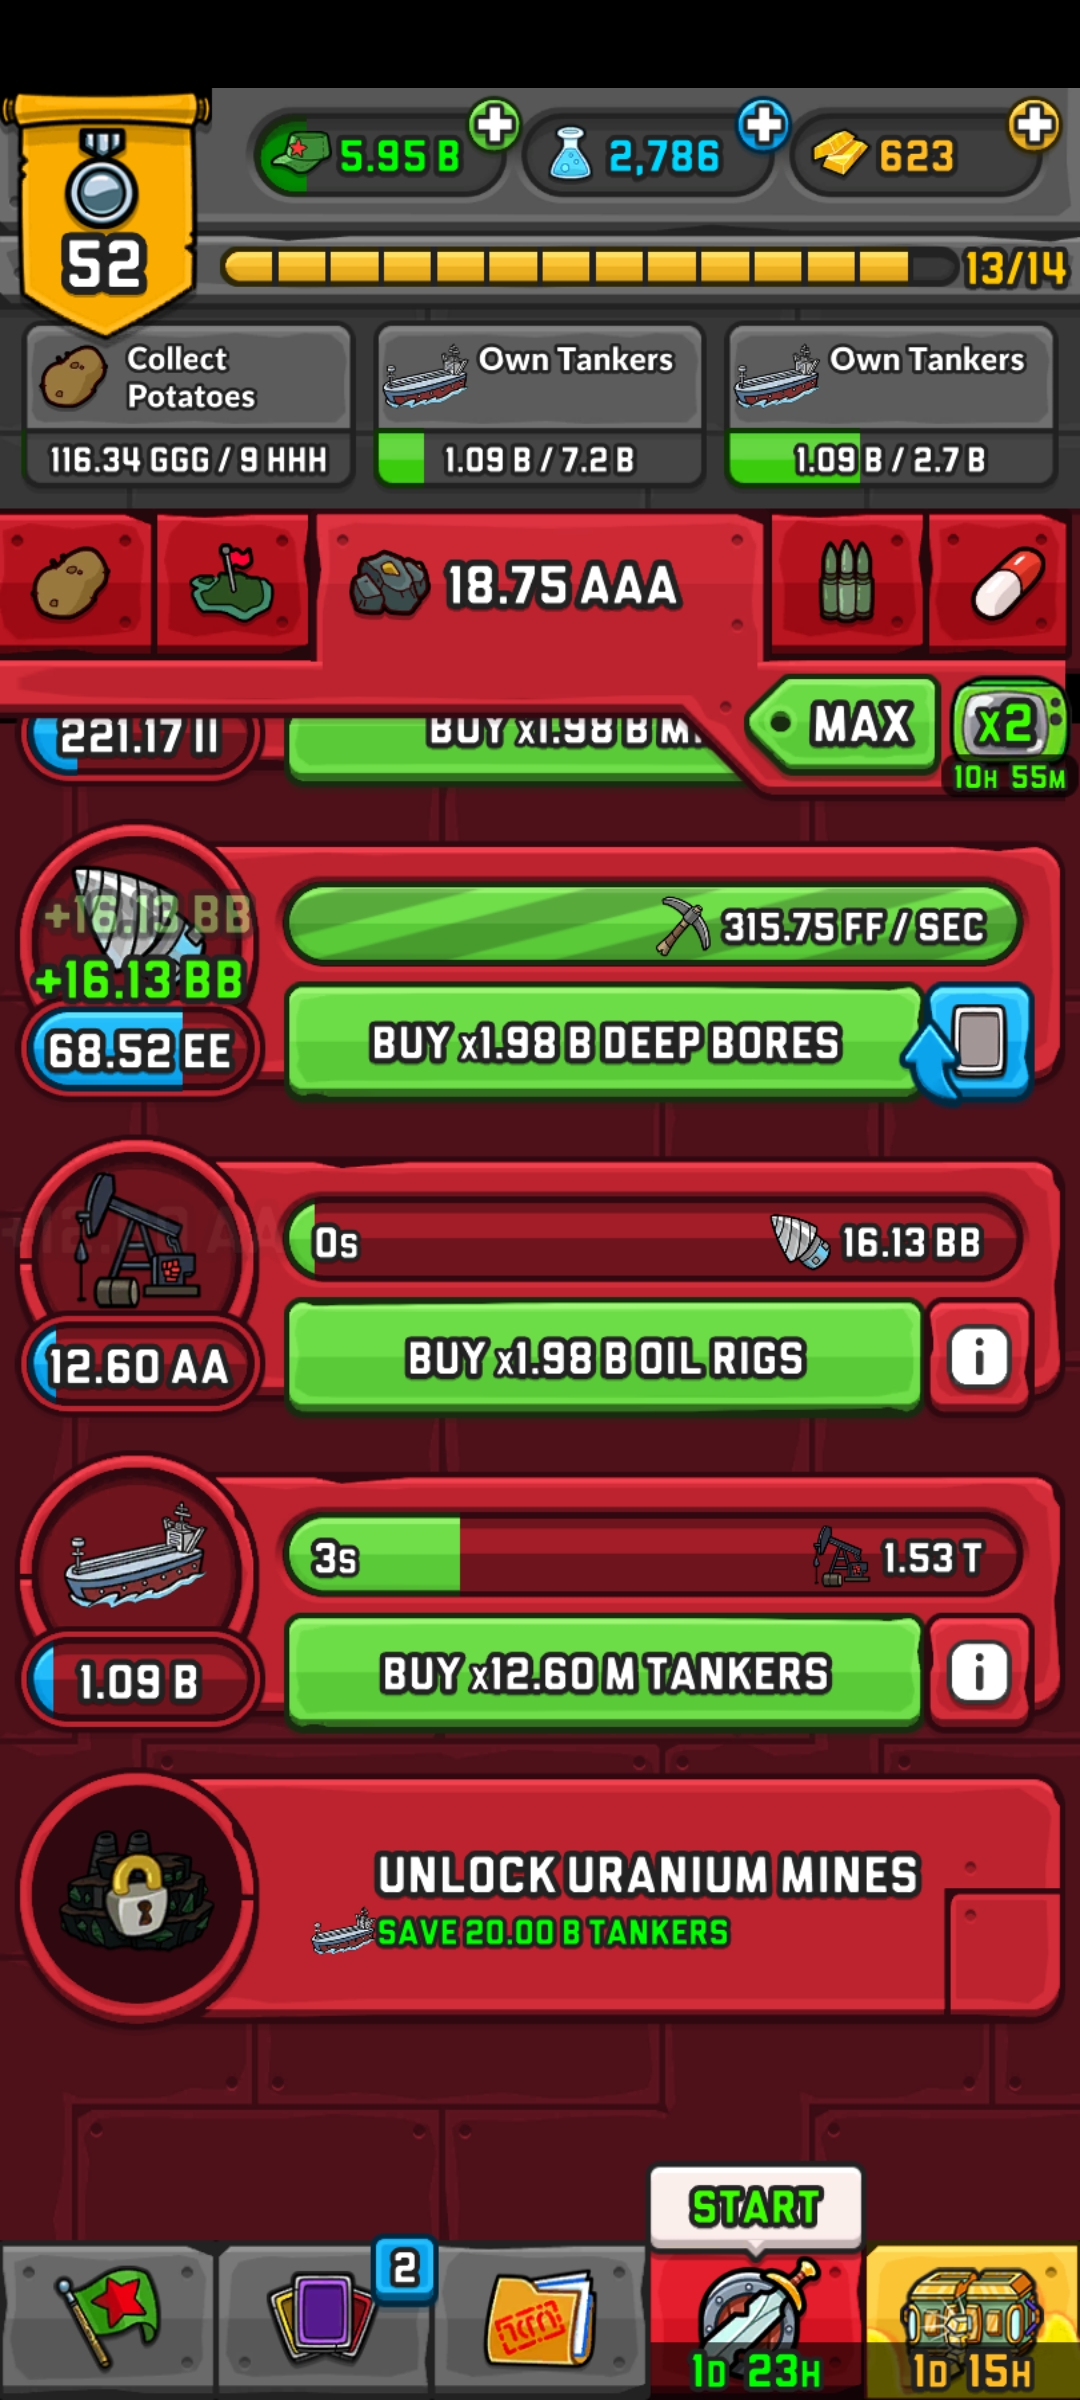 5.95 B
2,786
623
52
13/14
Collect
Potatoes
116.34 GGG / 9 HHH
Own Tankers
1.09 B / 7.2 B
Own Tankers
1.09 B / 2.7 B
18.75 AAA
MAX
x2
10H 55M
221.17 II
BUY x1.98 B
+16.13 BB
+16.13 BB
315.75 FF / SEC
68.52 EE
BUY x1.98 B DEEP BORES
0s
16.13 BB
12.60 AA
BUY x1.98 B OIL RIGS
i
3s
1.53 T
1.09 B
BUY x12.60 M TANKERS
i
UNLOCK URANIUM MINES
SAVE 20.00 B TANKERS
START
2
1D 23H
1D 15H